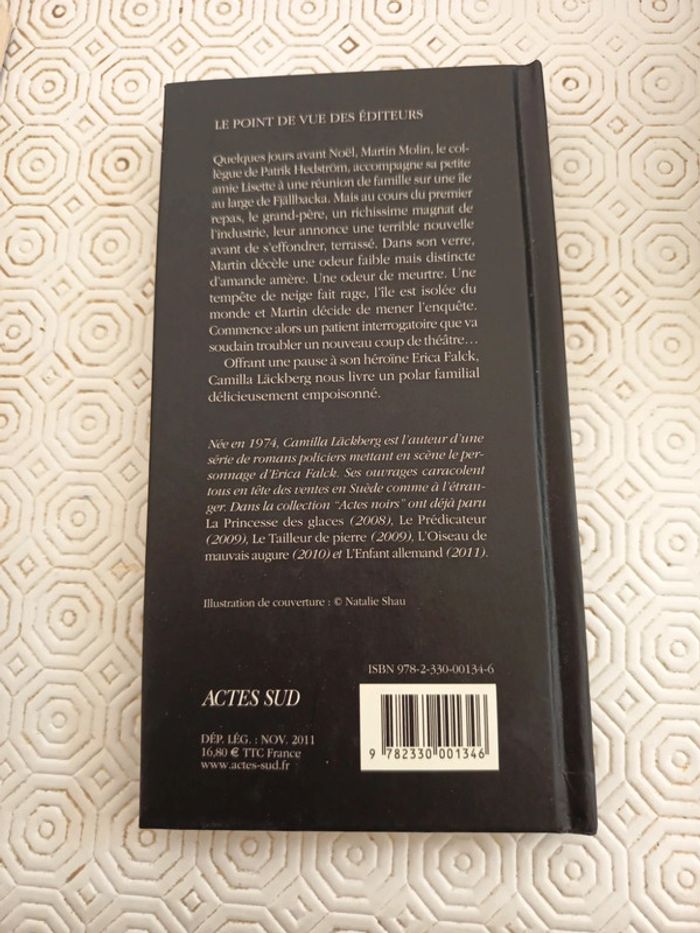 LE POINT DE VUE DES ÉDITEURS
Quelques jours avant Noël, Martin Molin, le col-
lègue de Patrik Hedström, accompagne sa petite
amie Lisette à une réunion de famille sur une île
au large de Fjällbacka. Mais au cours du premier
repas, le grand-père, un richissime magnat de
l'industrie, leur annonce une terrible nouvelle
avant de s'effondrer, terrassé. Dans son verre,
Martin décèle une odeur faible mais distincte
d'amande amère. Une odeur de meurtre. Une
tempête de neige fait rage, l'île est isolée du
monde et Martin décide de mener l'enquête.
Commence alors un patient interrogatoire que va
soudain troubler un nouveau coup de théâtre…
Offrant une pause à son héroïne Erica Falck,
Camilla Läckberg nous livre un polar familial
délicieusement empoisonné.
Née en 1974, Camilla Läckberg est l'auteur d'une
série de romans policiers mettant en scène le per-
sonnage d'Erica Falck. Ses ouvrages caracolent
tous en tête des ventes en Suède comme à l'étran-
ger. Dans la collection "Actes noirs" ont déjà paru
La Princesse des glaces (2008), Le Prédicateur
(2009), Le Tailleur de pierre (2009), L'Oiseau de
mauvais augure (2010) et L'Enfant allemand (2011).
Illustration de couverture : © Natalie Shau
ISBN 978-2-330-00134-6
ACTES SUD
DÉP. LÉG. : NOV. 2011
16,80 € TTC France
www.actes-sud.fr
9 782330 001346